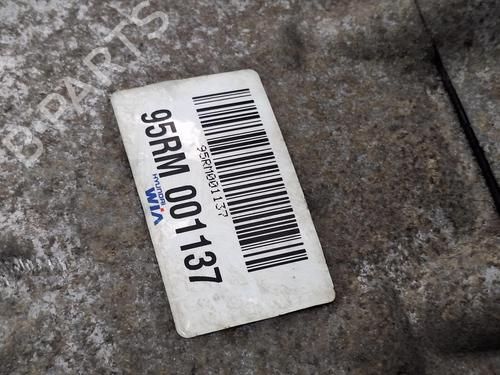 95RM 001137
HYUNDAI
WIA
95RM001137
B PARTS